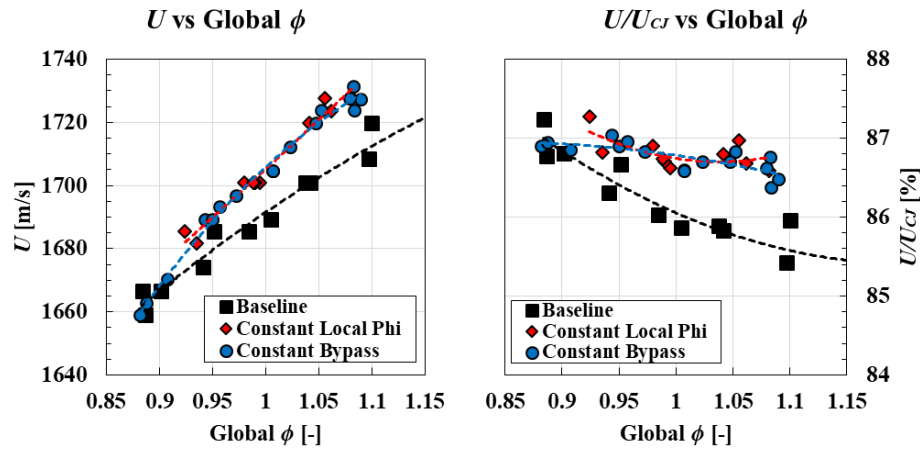 U vs Global ϕ
U/U_CJ vs Global ϕ
1740
1720
1700
1680
1660
1640
U [m/s]
0.85 0.9 0.95 1 1.05 1.1 1.15
Global ϕ [-]
Baseline
Constant Local Phi
Constant Bypass
88
87
86
85
84
U/U_CJ [%]
0.85 0.9 0.95 1 1.05 1.1 1.15
Global ϕ [-]
Baseline
Constant Local Phi
Constant Bypass